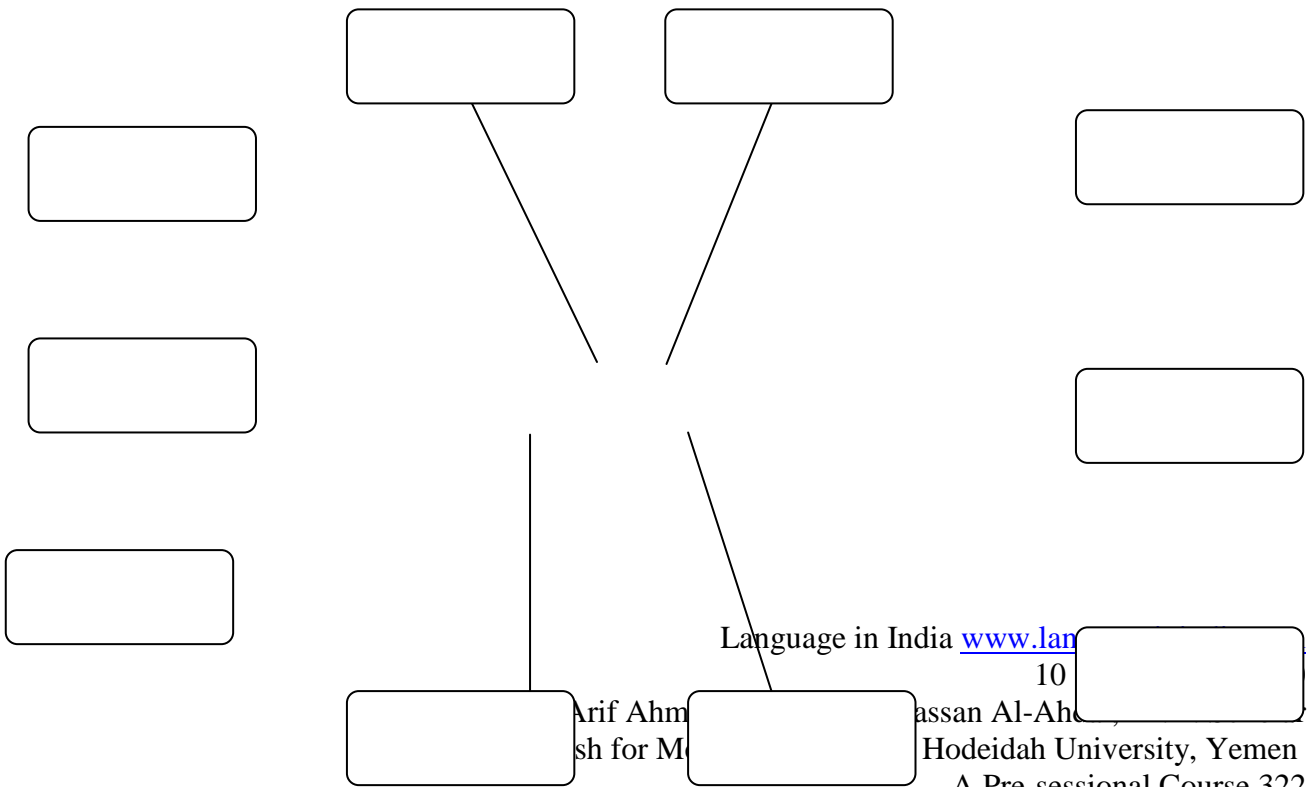 Language in India www.lan
10
Arif Ahm assan Al-Ah
sh for M Hodeidah University, Yemen
A Pre-sessional Course 322